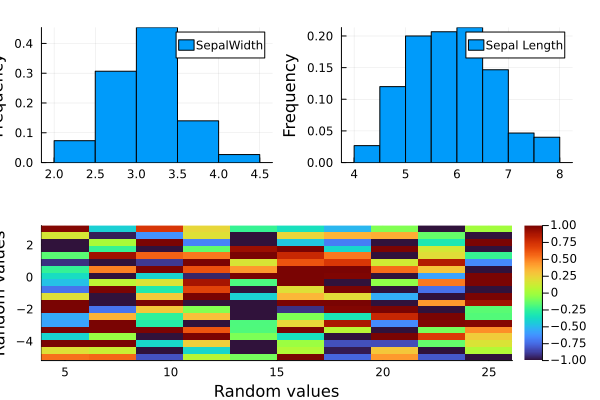 SepalWidth
Frequency
0.4
0.3
0.2
0.1
0.0
2.0 2.5 3.0 3.5 4.0 4.5
Sepal Length
Frequency
0.20
0.15
0.10
0.05
0.00
4 5 6 7 8
Random values
2
0
−2
−4
5 10 15 20 25
Random values
1.00
0.75
0.50
0.25
0
−0.25
−0.50
−0.75
−1.00